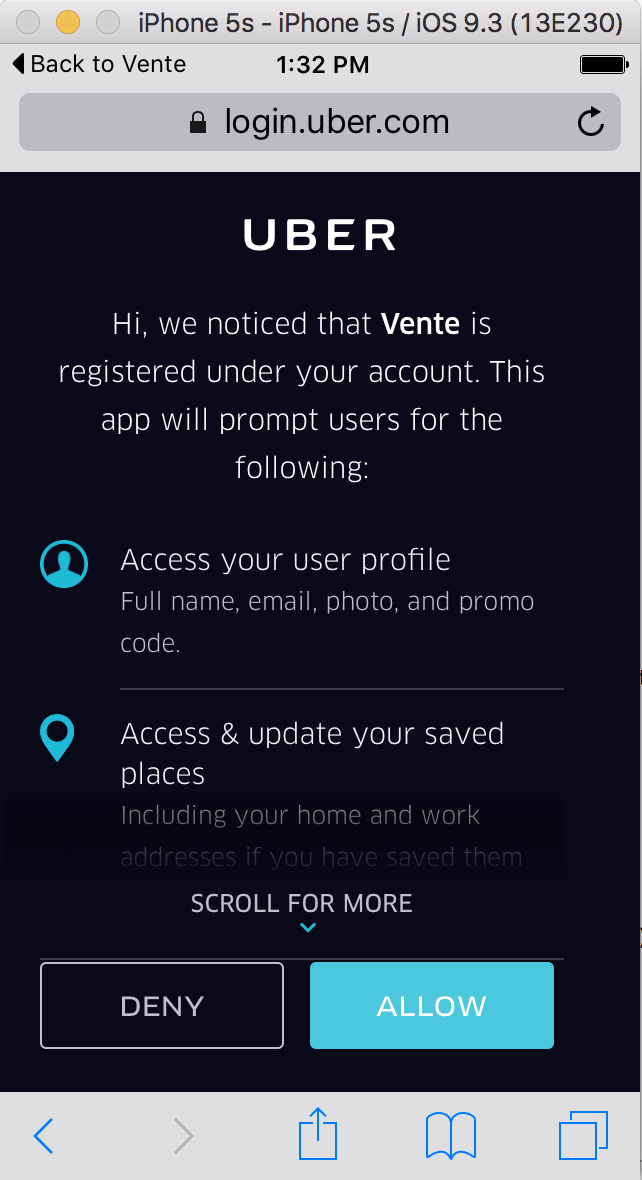 iPhone 5s - iPhone 5s / iOS 9.3 (13E230)
Back to Vente
1:32 PM
login.uber.com
UBER
Hi, we noticed that Vente is
registered under your account. This
app will prompt users for the
following:
Access your user profile
Full name, email, photo, and promo
code.
Access & update your saved
places
Including your home and work
addresses if you have saved them
SCROLL FOR MORE
DENY
ALLOW